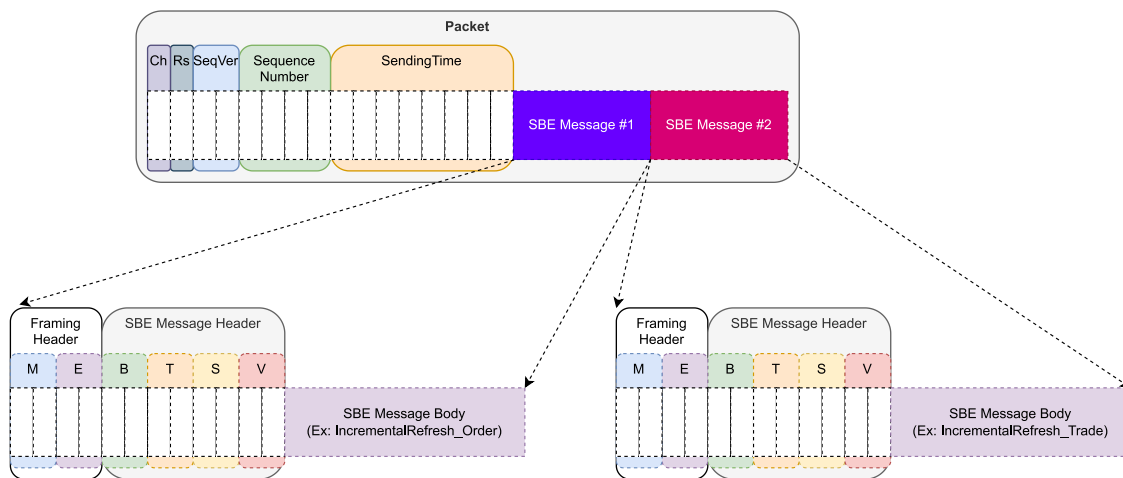 Packet
Ch Rs SeqVer Sequence Number SendingTime
SBE Message #1 SBE Message #2
Framing Header SBE Message Header
M E B T S V
SBE Message Body
(Ex: IncrementalRefresh_Order)
Framing Header SBE Message Header
M E B T S V
SBE Message Body
(Ex: IncrementalRefresh_Trade)